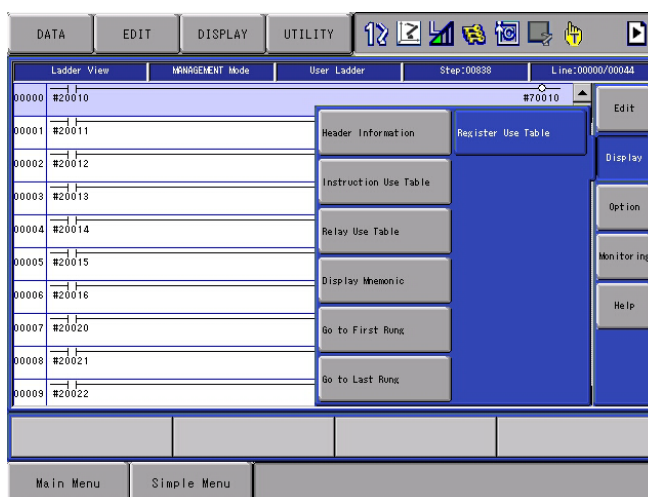 DATA EDIT DISPLAY UTILITY
Ladder View MANAGEMENT Mode User Ladder Step:00838 Line:00000/00044
00000 #20010 #70010
00001 #20011
00002 #20012
00003 #20013
00004 #20014
00005 #20015
00006 #20016
00007 #20020
00008 #20021
00009 #20022
Header Information
Instruction Use Table
Relay Use Table
Display Mnemonic
Go to First Rung
Go to Last Rung
Register Use Table
Edit
Display
Option
Monitoring
Help
Main Menu Simple Menu